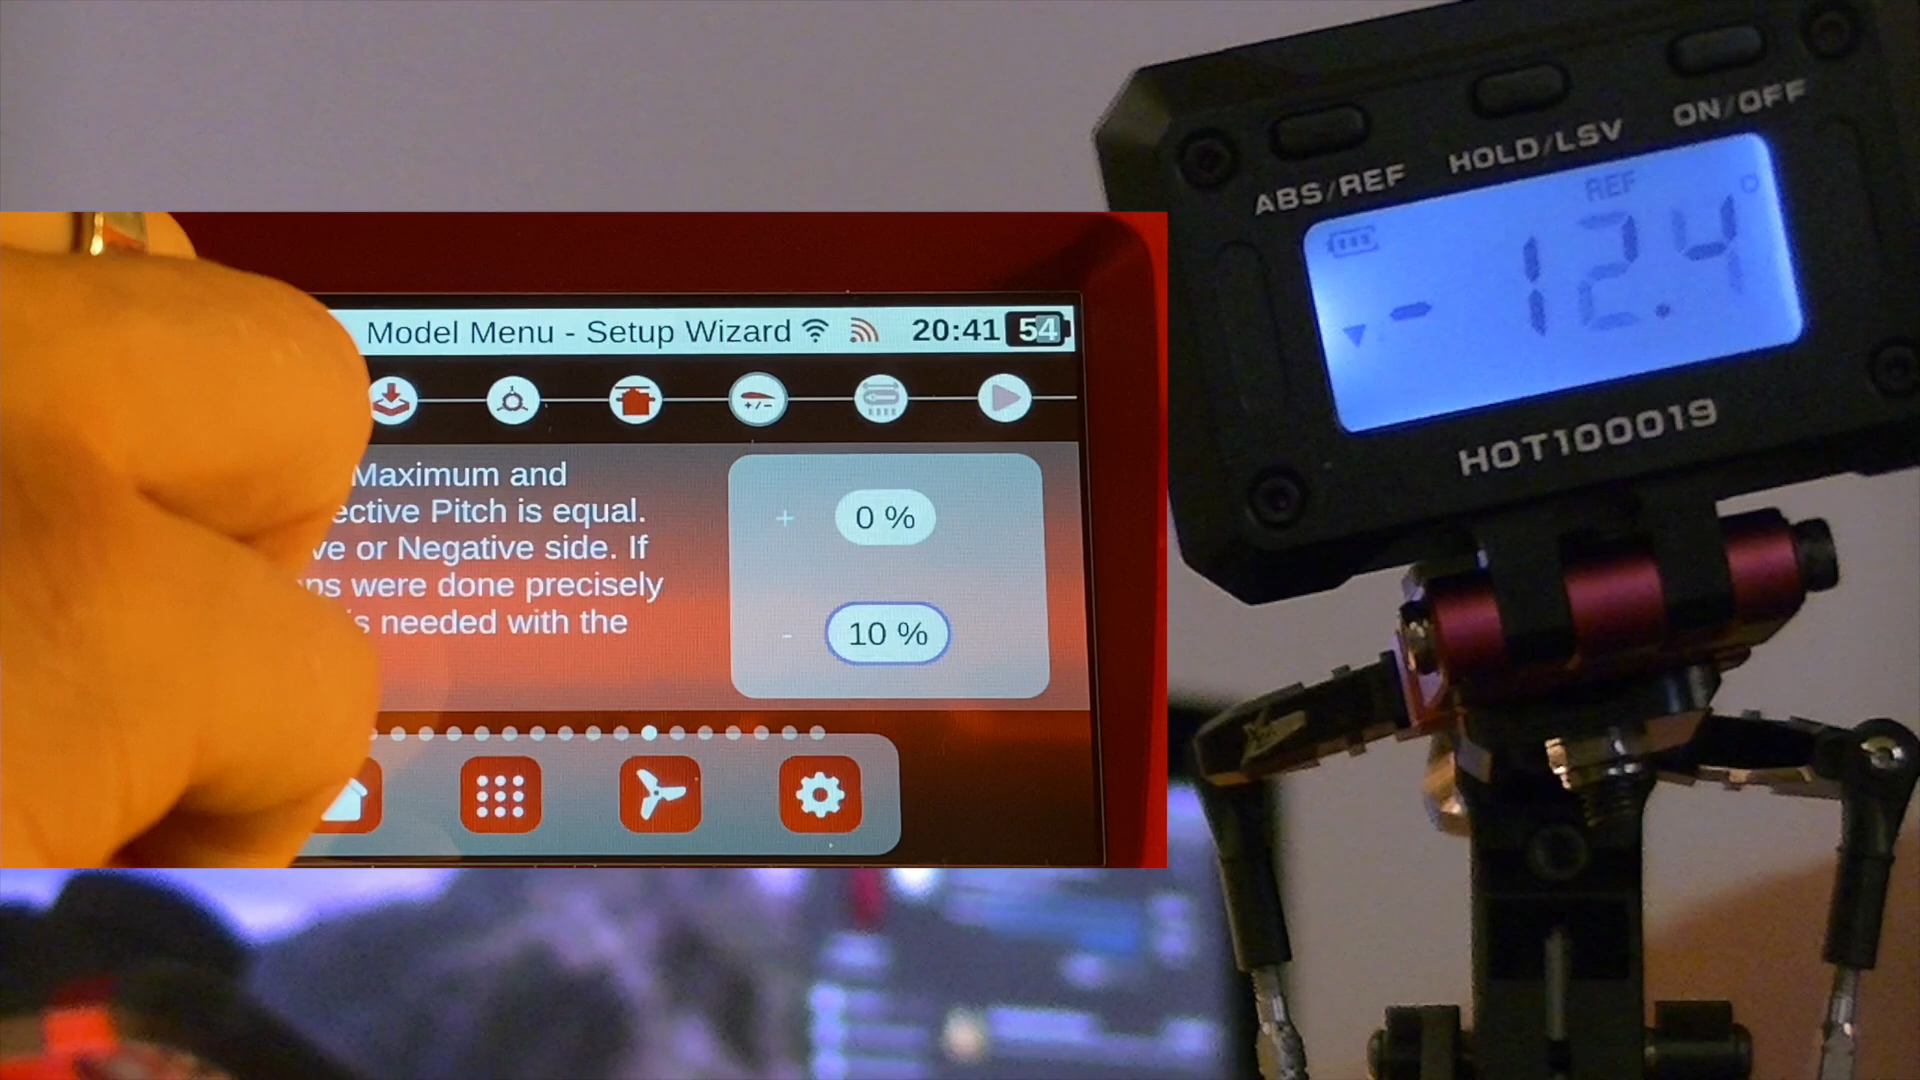 Model Menu - Setup Wizard 20:41 54
+/-
Maximum and
ective Pitch is equal.
ve or Negative side. If
ps were done precisely
s needed with the
+ 0 %
- 10 %
ABS/REF HOLD/LSV ON/OFF
REF
-12.4°
HOT100019